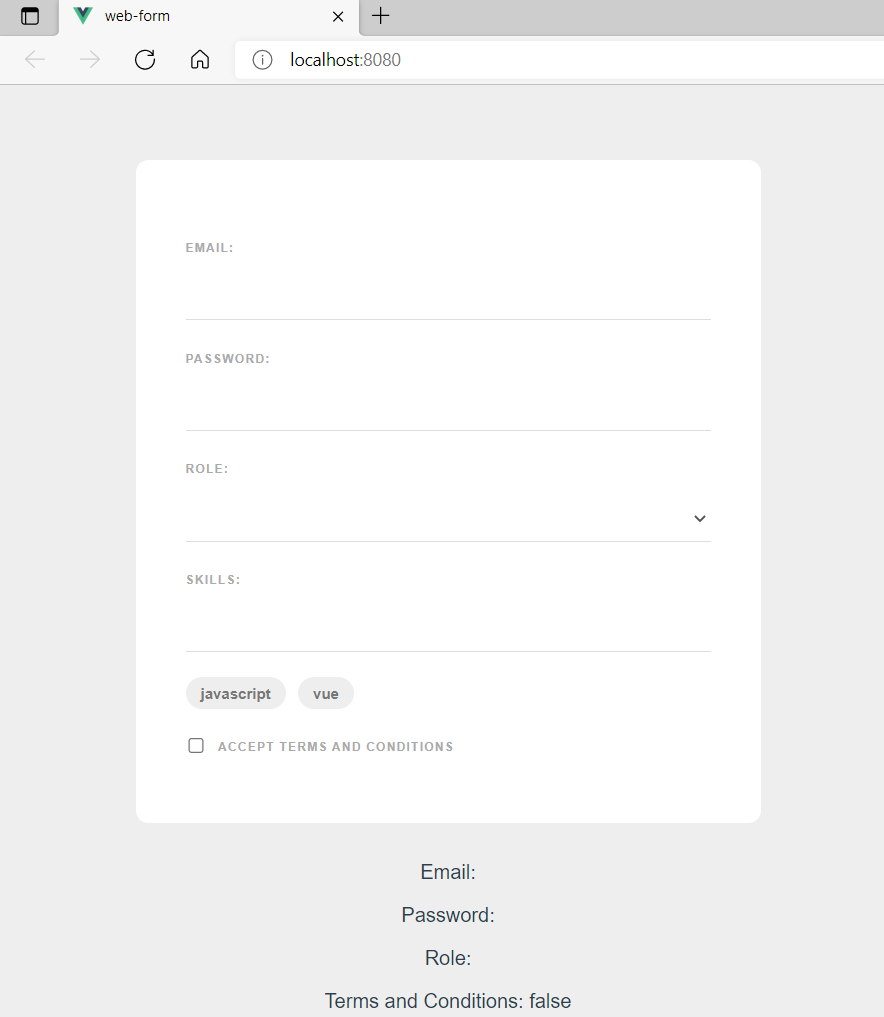 web-form
localhost:8080
EMAIL:
PASSWORD:
ROLE:
SKILLS:
javascript vue
ACCEPT TERMS AND CONDITIONS
Email:
Password:
Role:
Terms and Conditions: false